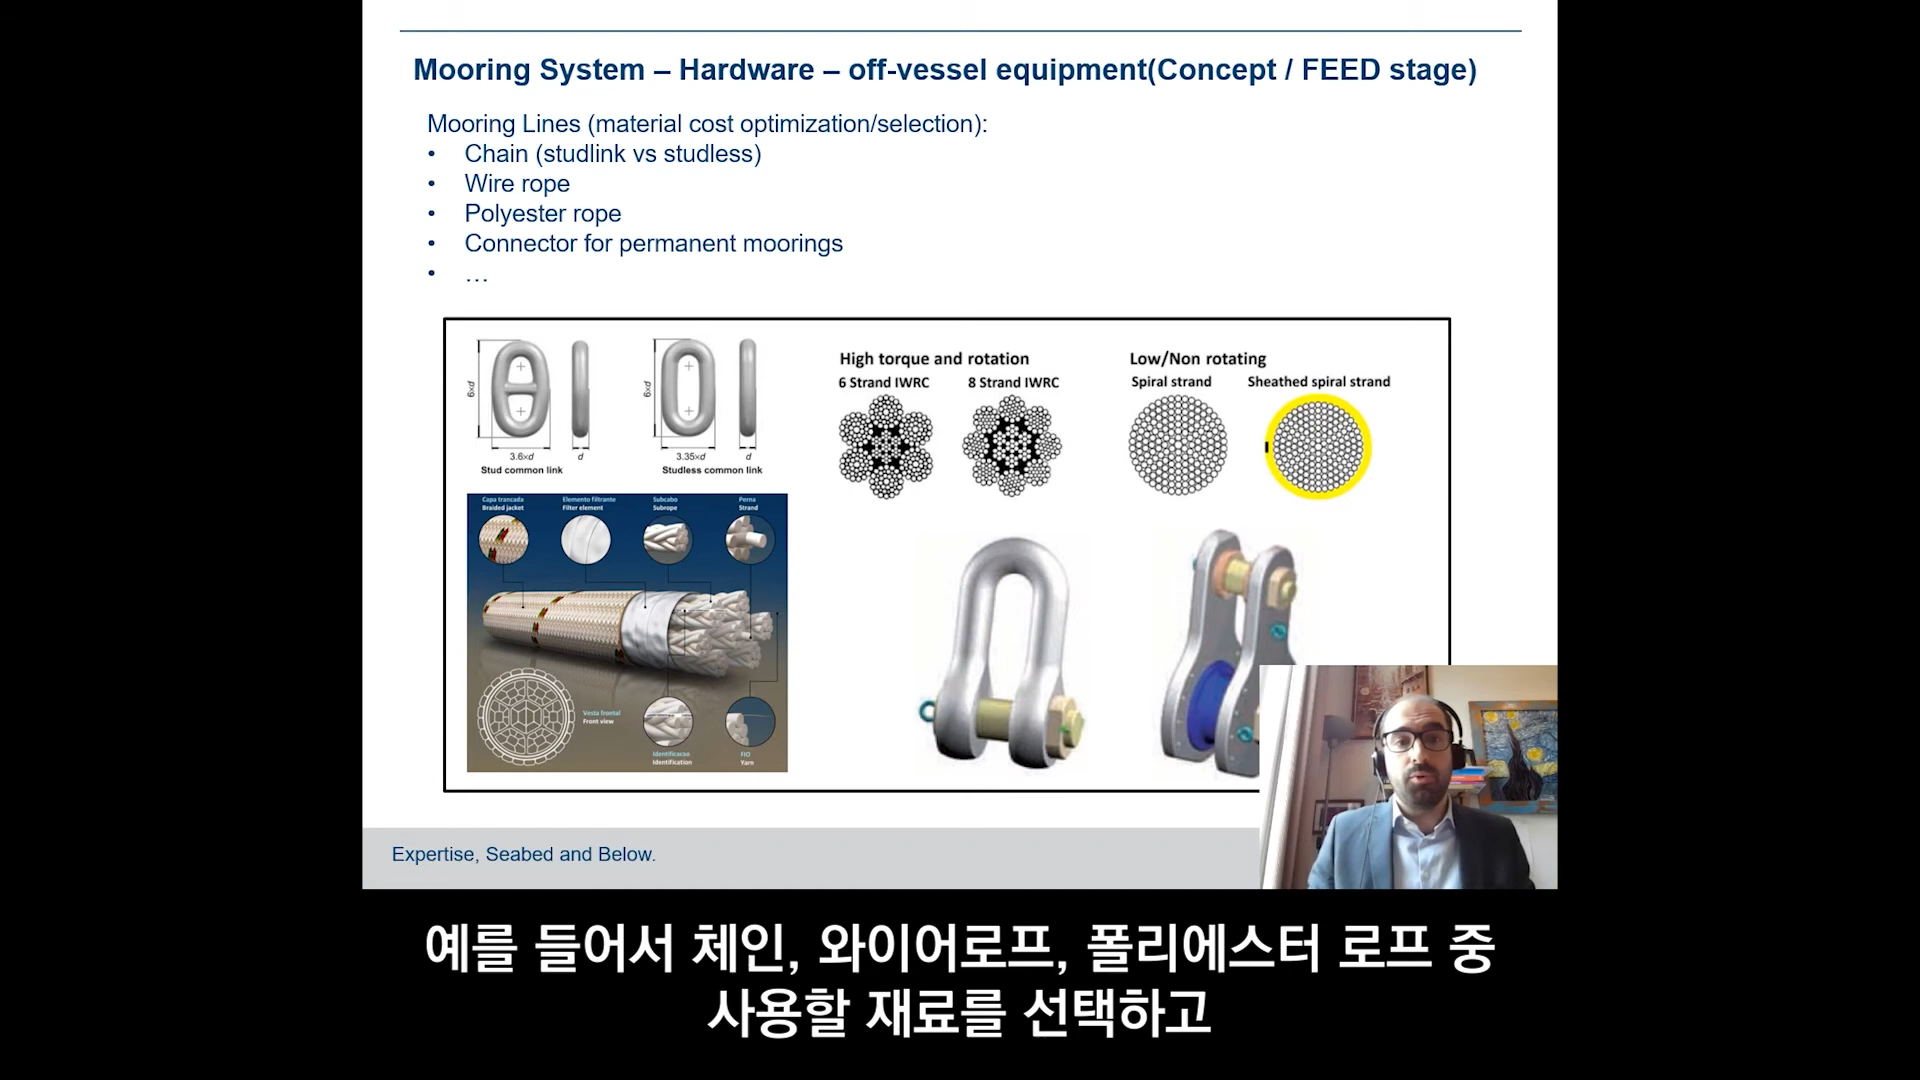 Mooring System – Hardware – off-vessel equipment(Concept / FEED stage)
Mooring Lines (material cost optimization/selection):
• Chain (studlink vs studless)
• Wire rope
• Polyester rope
• Connector for permanent moorings
• …
6×d
3.6×d
d
Stud common link
6×d
3.35×d
d
Studless common link
High torque and rotation
6 Strand IWRC
8 Strand IWRC
Low/Non rotating
Spiral strand
Sheathed spiral strand
Capa trancada
Braided jacket
Elemento filtrante
Filter element
Subcabo
Subrope
Perna
Strand
Vesta frontal
Front view
Identificacao
Identification
FIO
Yarn
Expertise, Seabed and Below.
예를 들어서 체인, 와이어로프, 폴리에스터 로프 중
사용할 재료를 선택하고